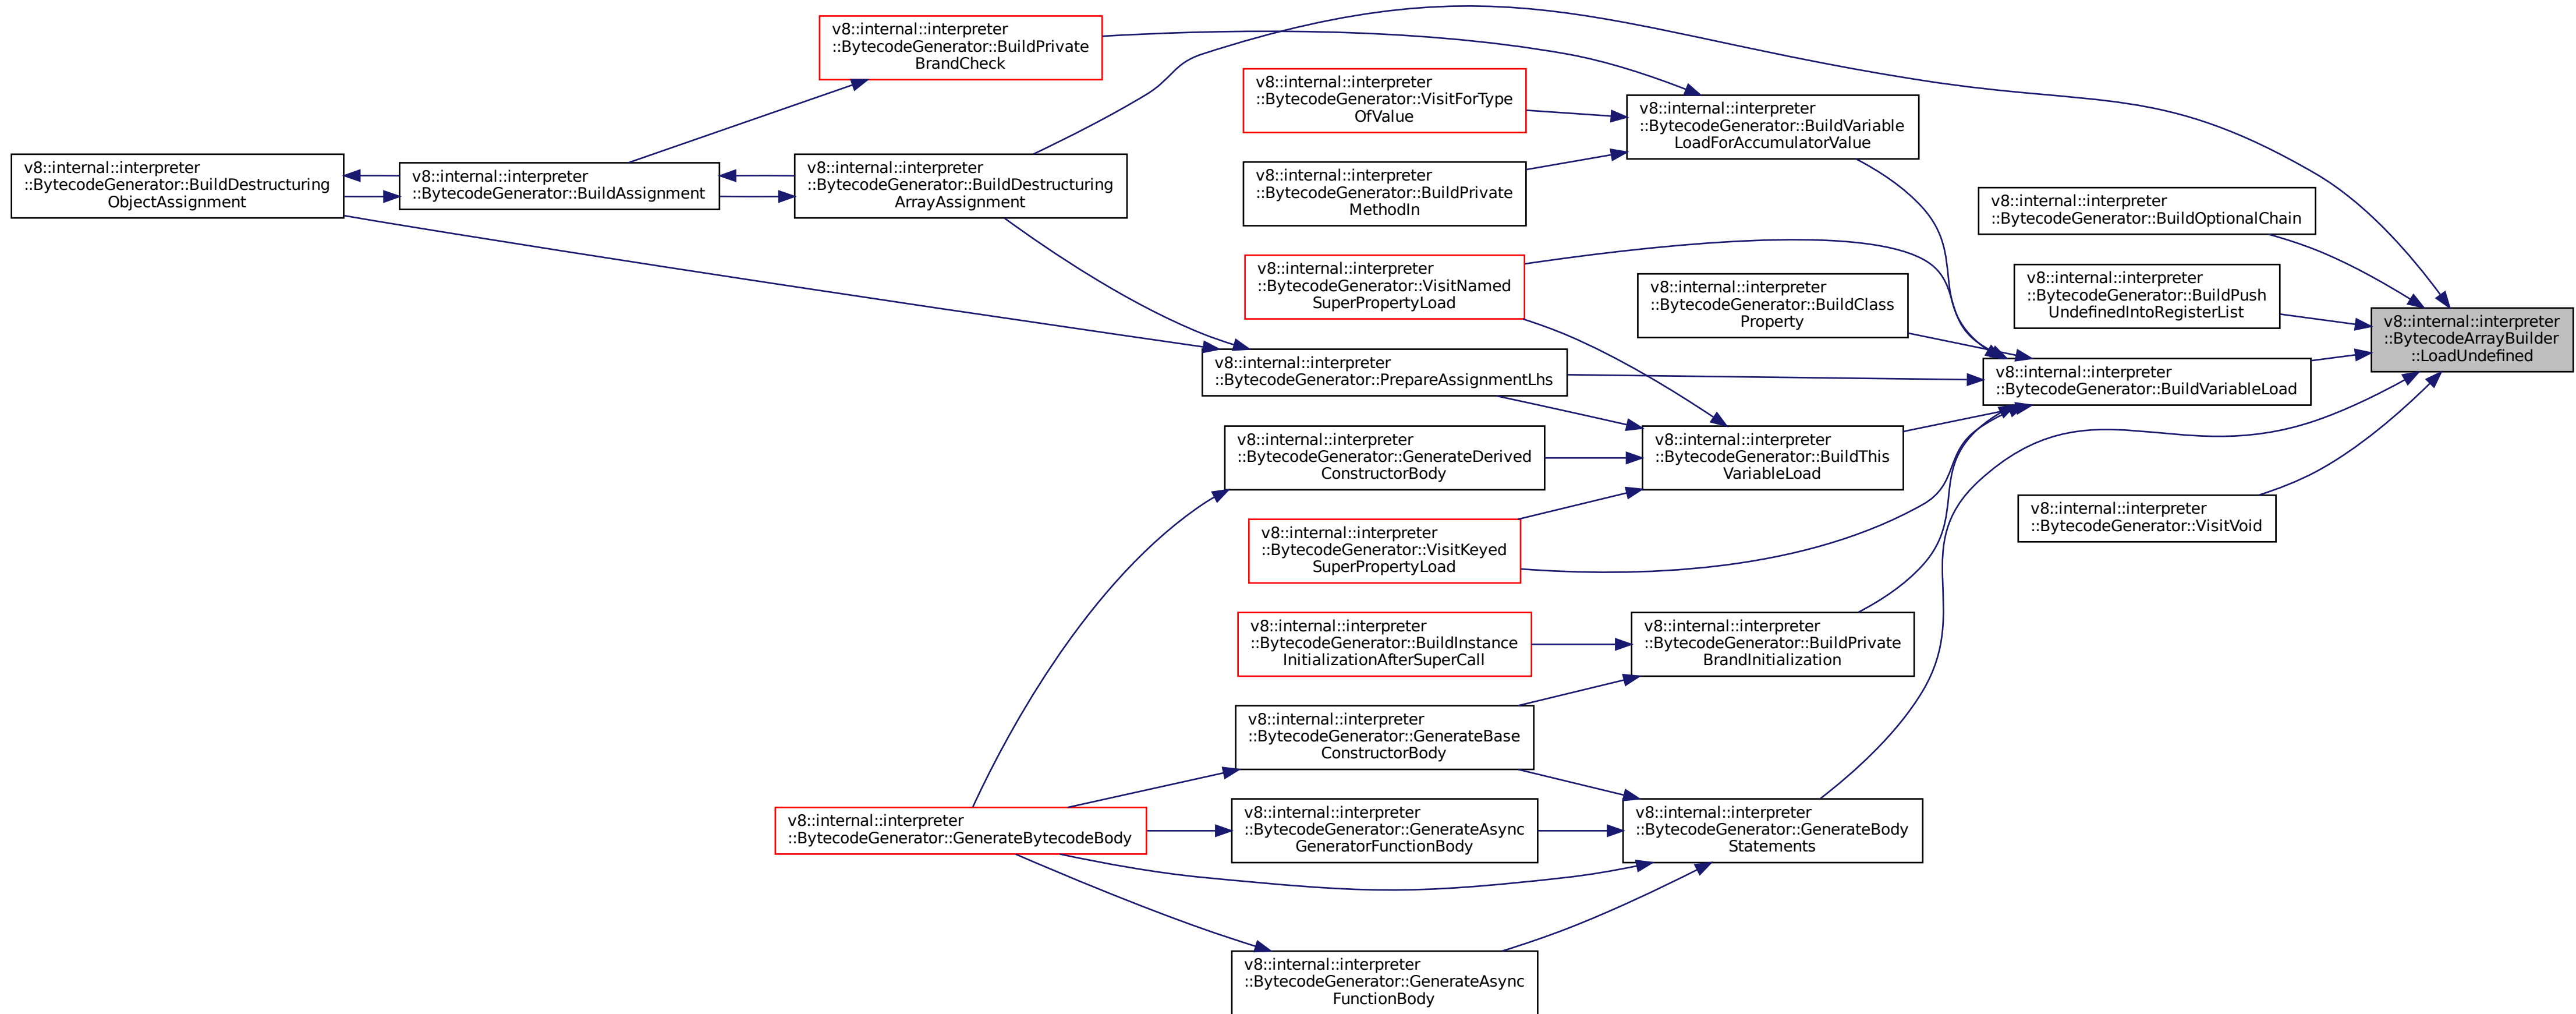 v8::internal::interpreter
::BytecodeGenerator::BuildPrivate
BrandCheck
v8::internal::interpreter
::BytecodeGenerator::VisitForType
OfValue
v8::internal::interpreter
::BytecodeGenerator::BuildVariable
LoadForAccumulatorValue
v8::internal::interpreter
::BytecodeGenerator::BuildDestructuring
ObjectAssignment
v8::internal::interpreter
::BytecodeGenerator::BuildAssignment
v8::internal::interpreter
::BytecodeGenerator::BuildDestructuring
ArrayAssignment
v8::internal::interpreter
::BytecodeGenerator::BuildPrivate
MethodIn
v8::internal::interpreter
::BytecodeGenerator::BuildOptionalChain
v8::internal::interpreter
::BytecodeGenerator::VisitNamed
SuperPropertyLoad
v8::internal::interpreter
::BytecodeGenerator::BuildClass
Property
v8::internal::interpreter
::BytecodeGenerator::BuildPush
UndefinedIntoRegisterList
v8::internal::interpreter
::BytecodeArrayBuilder
::LoadUndefined
v8::internal::interpreter
::BytecodeGenerator::PrepareAssignmentLhs
v8::internal::interpreter
::BytecodeGenerator::BuildVariableLoad
v8::internal::interpreter
::BytecodeGenerator::GenerateDerived
ConstructorBody
v8::internal::interpreter
::BytecodeGenerator::BuildThis
VariableLoad
v8::internal::interpreter
::BytecodeGenerator::VisitVoid
v8::internal::interpreter
::BytecodeGenerator::VisitKeyed
SuperPropertyLoad
v8::internal::interpreter
::BytecodeGenerator::BuildInstance
InitializationAfterSuperCall
v8::internal::interpreter
::BytecodeGenerator::BuildPrivate
BrandInitialization
v8::internal::interpreter
::BytecodeGenerator::GenerateBase
ConstructorBody
v8::internal::interpreter
::BytecodeGenerator::GenerateBytecodeBody
v8::internal::interpreter
::BytecodeGenerator::GenerateAsync
GeneratorFunctionBody
v8::internal::interpreter
::BytecodeGenerator::GenerateBody
Statements
v8::internal::interpreter
::BytecodeGenerator::GenerateAsync
FunctionBody